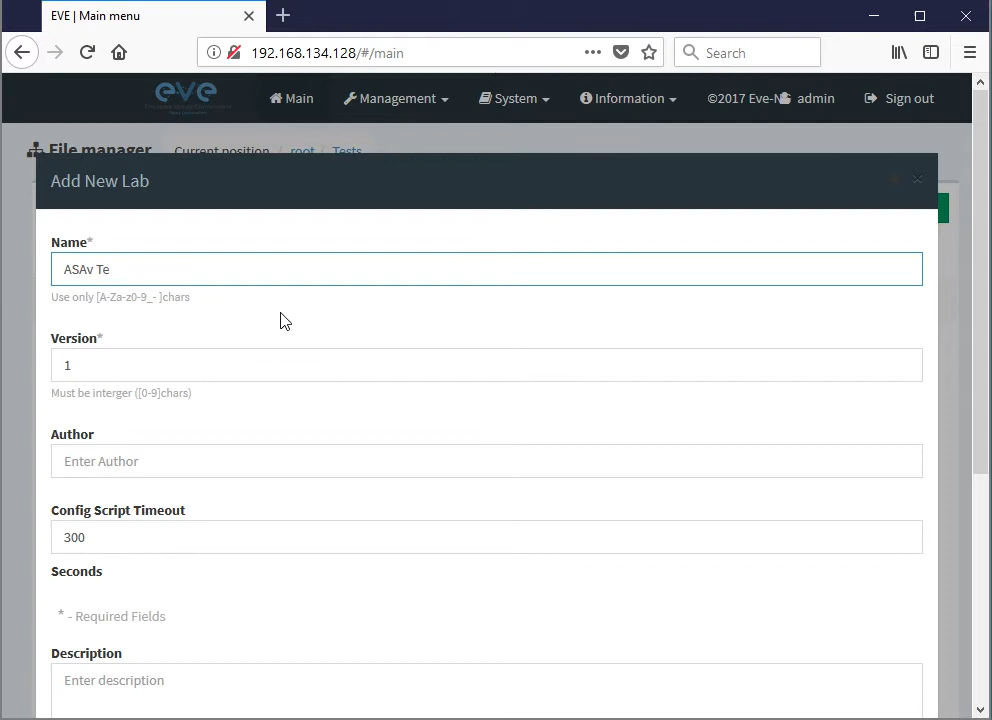 EVE | Main menu
192.168.134.128/#/main
Search
eve
Main
Management
System
Information
©2017 Eve-N
admin
Sign out
File manager
Current position / root / Tests
Add New Lab
Name*
ASAv Te
Use only [A-Za-z0-9_- ]chars
Version*
1
Must be interger ([0-9]chars)
Author
Enter Author
Config Script Timeout
300
Seconds
* - Required Fields
Description
Enter description